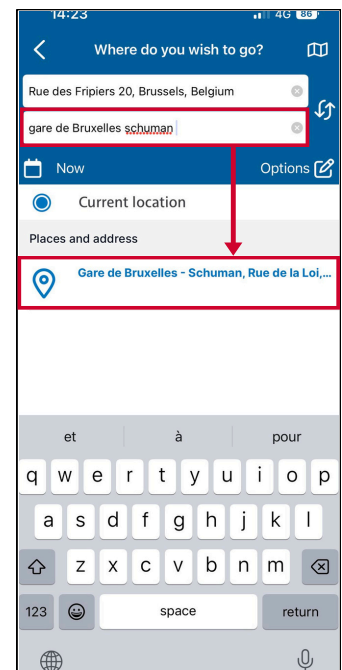 14:23 4G 86
Where do you wish to go?
Rue des Fripiers 20, Brussels, Belgium
gare de Bruxelles schuman
Now Options
Current location
Places and address
Gare de Bruxelles - Schuman, Rue de la Loi,...
et à pour
q w e r t y u i o p
a s d f g h j k l
z x c v b n m
123 space return